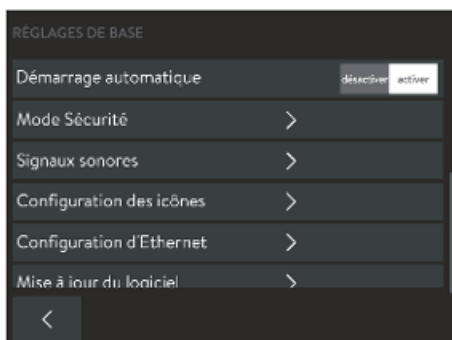 RÉGLAGES DE BASE
Démarrage automatique désactiver activer
Mode Sécurité
Signaux sonores
Configuration des icônes
Configuration d'Ethernet
Mise à jour du logiciel